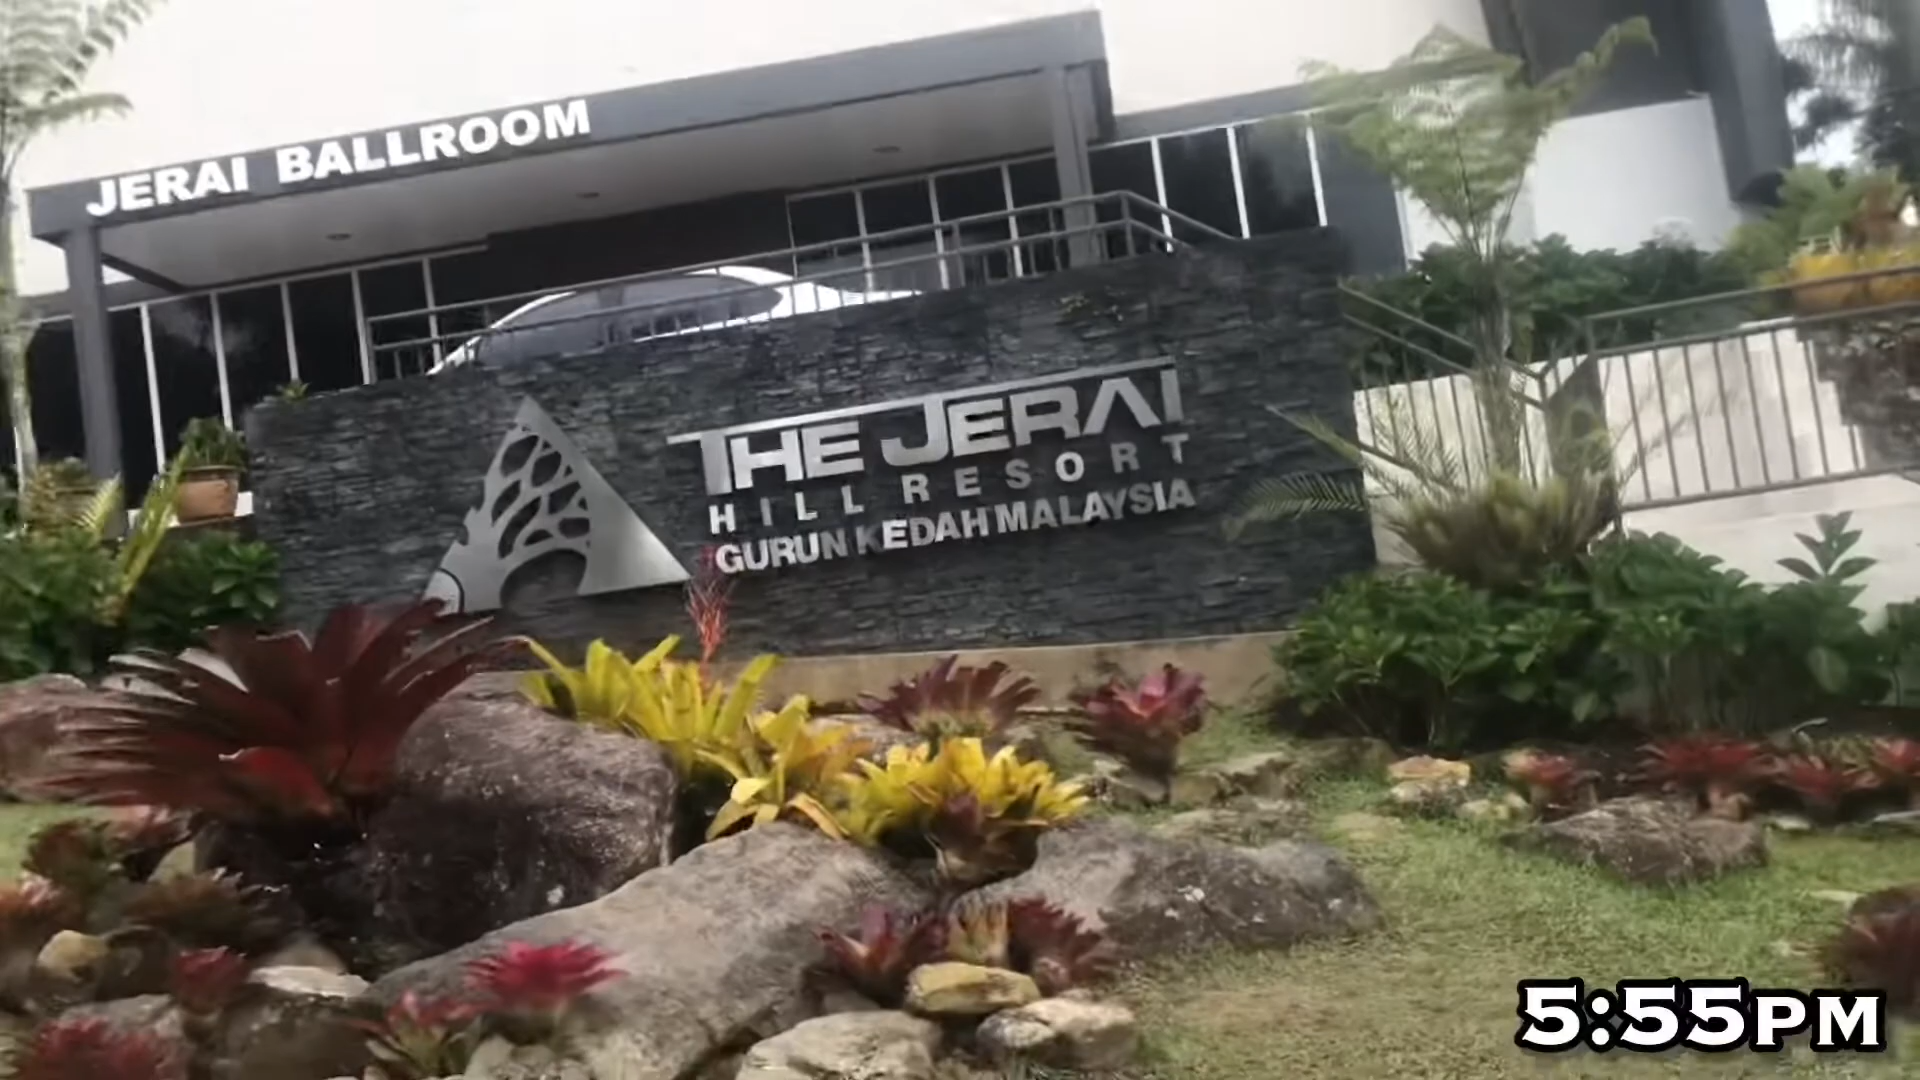 JERAI BALLROOM
THE JERAI
HILL RESORT
GURUN KEDAH MALAYSIA
5:55PM